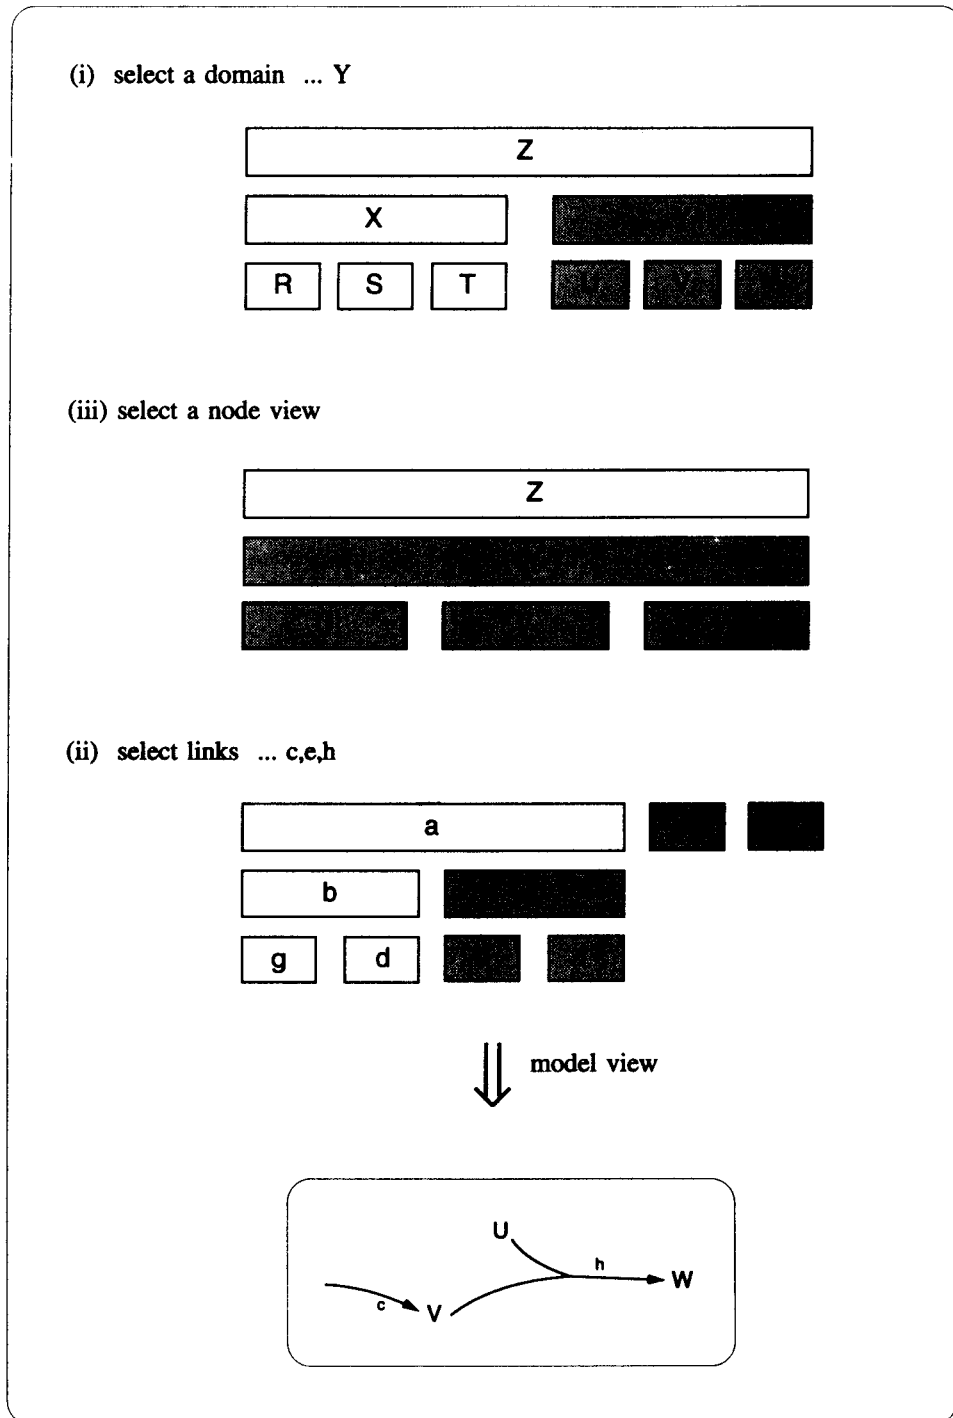 (i) select a domain ... Y
Z
X
R S T U V
(iii) select a node view
Z
(ii) select links ... c,e,h
a
b
g d
model view
U
h
W
c
V